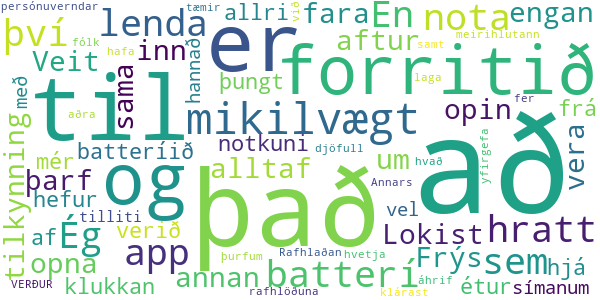 persónuverndar tæmir allri við fara En nota engan
því lenda er aftur meirihlutann
fólk samt
Veit inn hannað þungt forritið
hafa laga
til sama mikilvægt opin frá
með aðra fer
tilkynning batteríið notkuni djöfull að vera
mér og það alltaf um hvað yfirgefa
þarf Annars
hefur tilliti vel
Ég af verið Lokist hratt
app þurfum Rafhlaðan hvetja Frýs sem hjá
opna annan batterí áhrif
VERÐUR klukkan rafhlöðuna klárast étur símanum